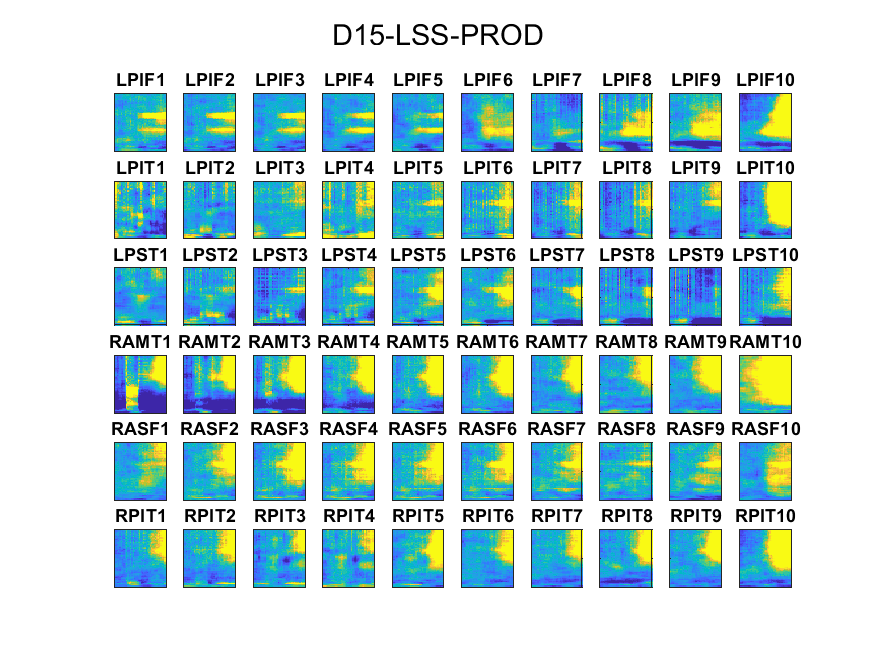 D15-LSS-PROD
LPIF1 LPIF2 LPIF3 LPIF4 LPIF5 LPIF6 LPIF7 LPIF8 LPIF9 LPIF10
LPIT1 LPIT2 LPIT3 LPIT4 LPIT5 LPIT6 LPIT7 LPIT8 LPIT9 LPIT10
LPST1 LPST2 LPST3 LPST4 LPST5 LPST6 LPST7 LPST8 LPST9 LPST10
RAMT1 RAMT2 RAMT3 RAMT4 RAMT5 RAMT6 RAMT7 RAMT8 RAMT9 RAMT10
RASF1 RASF2 RASF3 RASF4 RASF5 RASF6 RASF7 RASF8 RASF9 RASF10
RPIT1 RPIT2 RPIT3 RPIT4 RPIT5 RPIT6 RPIT7 RPIT8 RPIT9 RPIT10